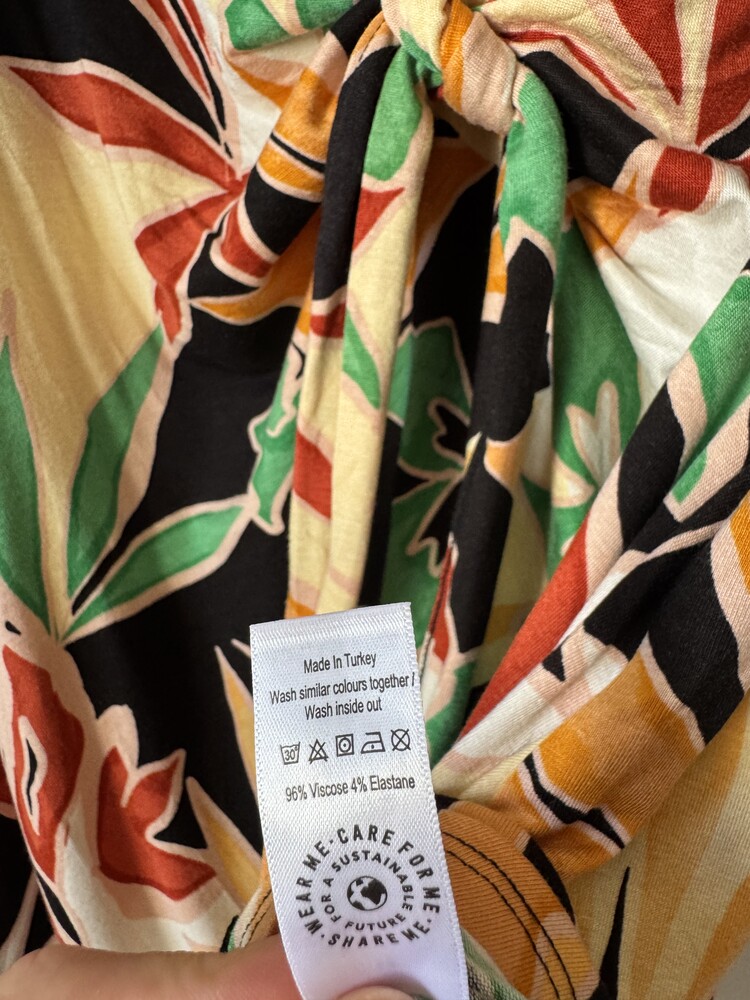 Made In Turkey
Wash similar colours together /
Wash inside out
30°
96% Viscose 4% Elastane
WEAR ME · CARE FOR ME · SHARE ME ·
FOR A SUSTAINABLE FUTURE